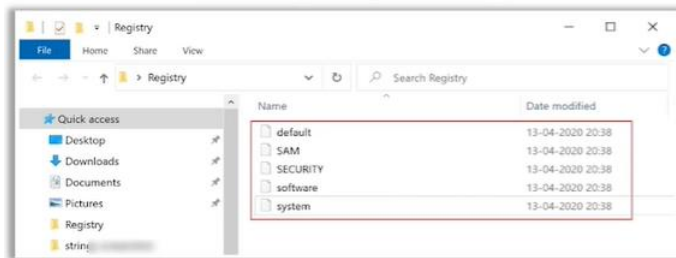 Registry
File Home Share View
Registry
Search Registry
Name Date modified
Quick access
default 13-04-2020 20:38
Desktop
SAM 13-04-2020 20:38
Downloads
SECURITY 13-04-2020 20:38
Documents
software 13-04-2020 20:38
Pictures
system 13-04-2020 20:38
Registry
string